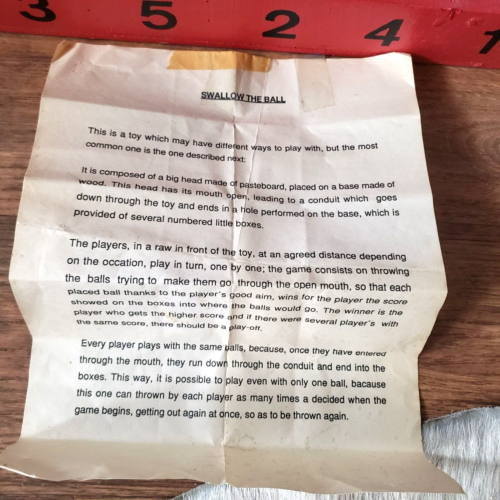 3 5 2 4 1
SWALLOW THE BALL
This is a toy which may have different ways to play with, but the most
common one is the one described next:
It is composed of a big head made of pasteboard, placed on a base made of
wood. This head has its mouth open, leading to a conduit which goes
down through the toy and ends in a hole performed on the base, which is
provided of several numbered little boxes.
The players, in a raw in front of the toy, at an agreed distance depending
on the occation, play in turn, one by one; the game consists on throwing
the balls trying to make them go through the open mouth, so that each
placed ball thanks to the player's good aim, wins for the player the score
showed on the boxes into where the balls would go. The winner is the
player who gets the higher score and if there were several player's with
the same score, there should be a play-off.
Every player plays with the same balls, because, once they have entered
through the mouth, they run down through the conduit and end into the
boxes. This way, it is possible to play even with only one ball, bacause
this one can thrown by each player as many times a decided when the
game begins, getting out again at once, so as to be thrown again.